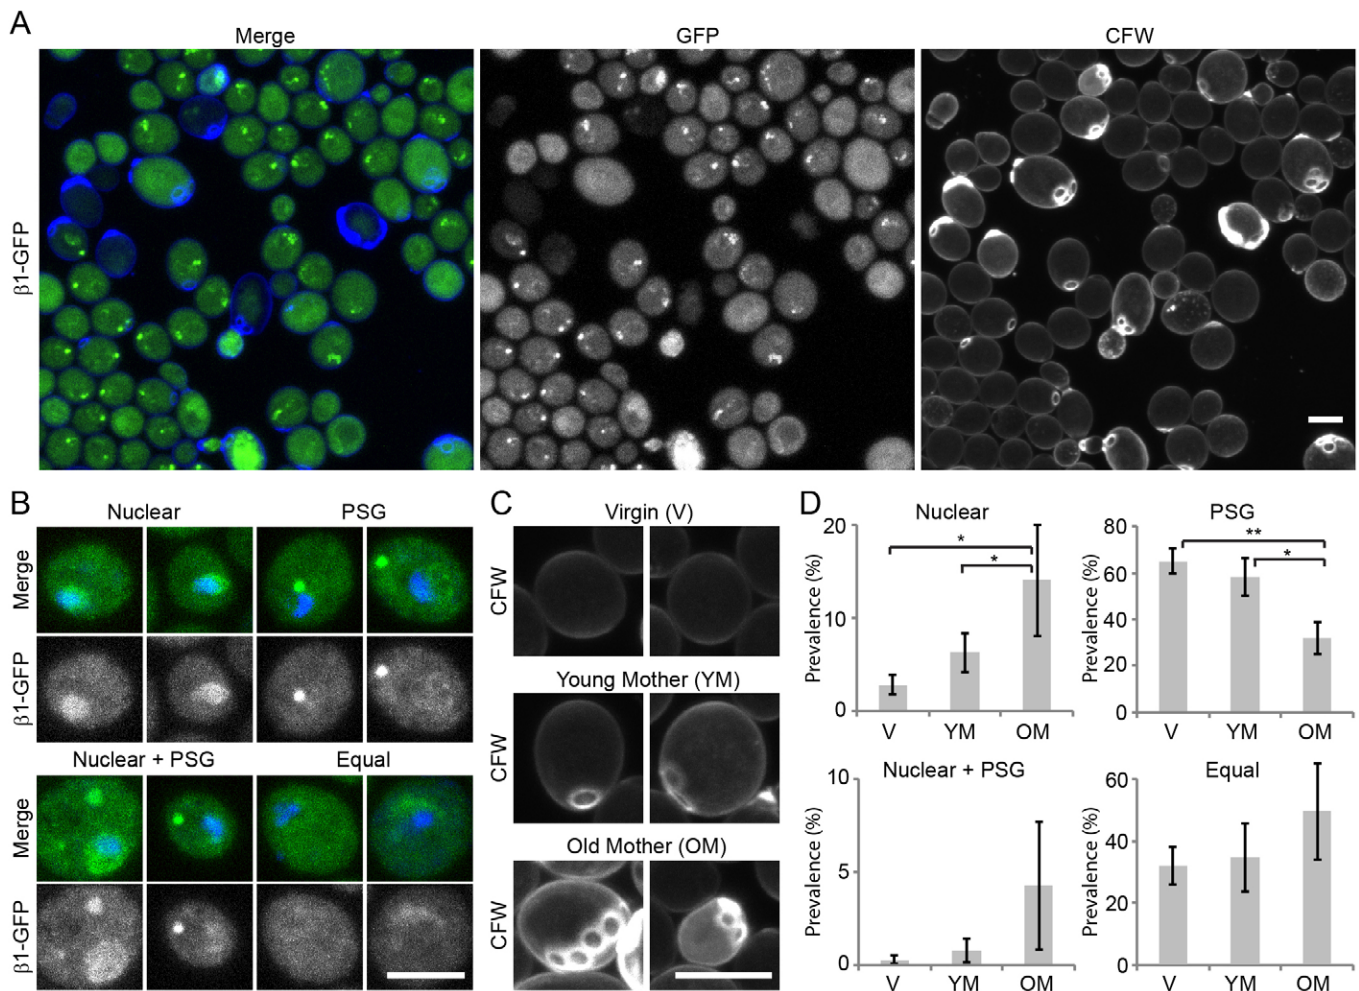 A
Merge GFP CFW
β1-GFP
B
Nuclear PSG
Merge
β1-GFP
Nuclear + PSG Equal
Merge
β1-GFP
C
Virgin (V)
CFW
Young Mother (YM)
CFW
Old Mother (OM)
CFW
D
Nuclear
Prevalence (%)
20
*
*
10
0
V YM OM
PSG
Prevalence (%)
80
**
*
60
40
20
0
V YM OM
Nuclear + PSG
Prevalence (%)
10
5
0
V YM OM
Equal
Prevalence (%)
60
40
20
0
V YM OM